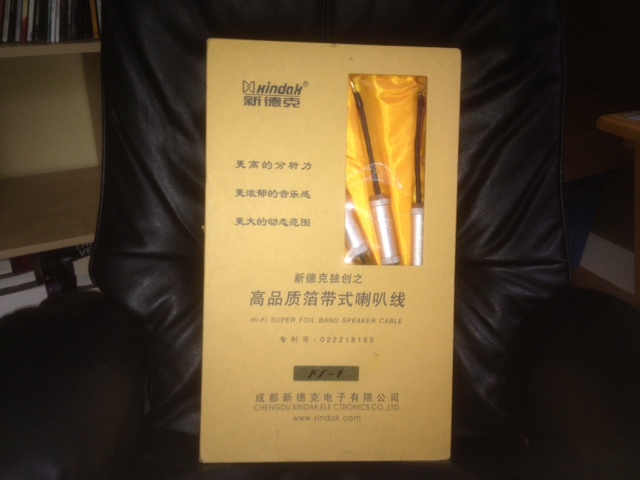 xindak®
新德克
更高的分析力
更浓郁的音乐感
更大的动态范围
新德克独创之
高品质箔带式喇叭线
Hi-Fi SUPER FOIL BAND SPEAKER CABLE
专利号:022218165
FS-1
成都新德克电子有限公司
CHENGDU XINDAK ELE CTRONICS CO .,LTD
www.xindak.com